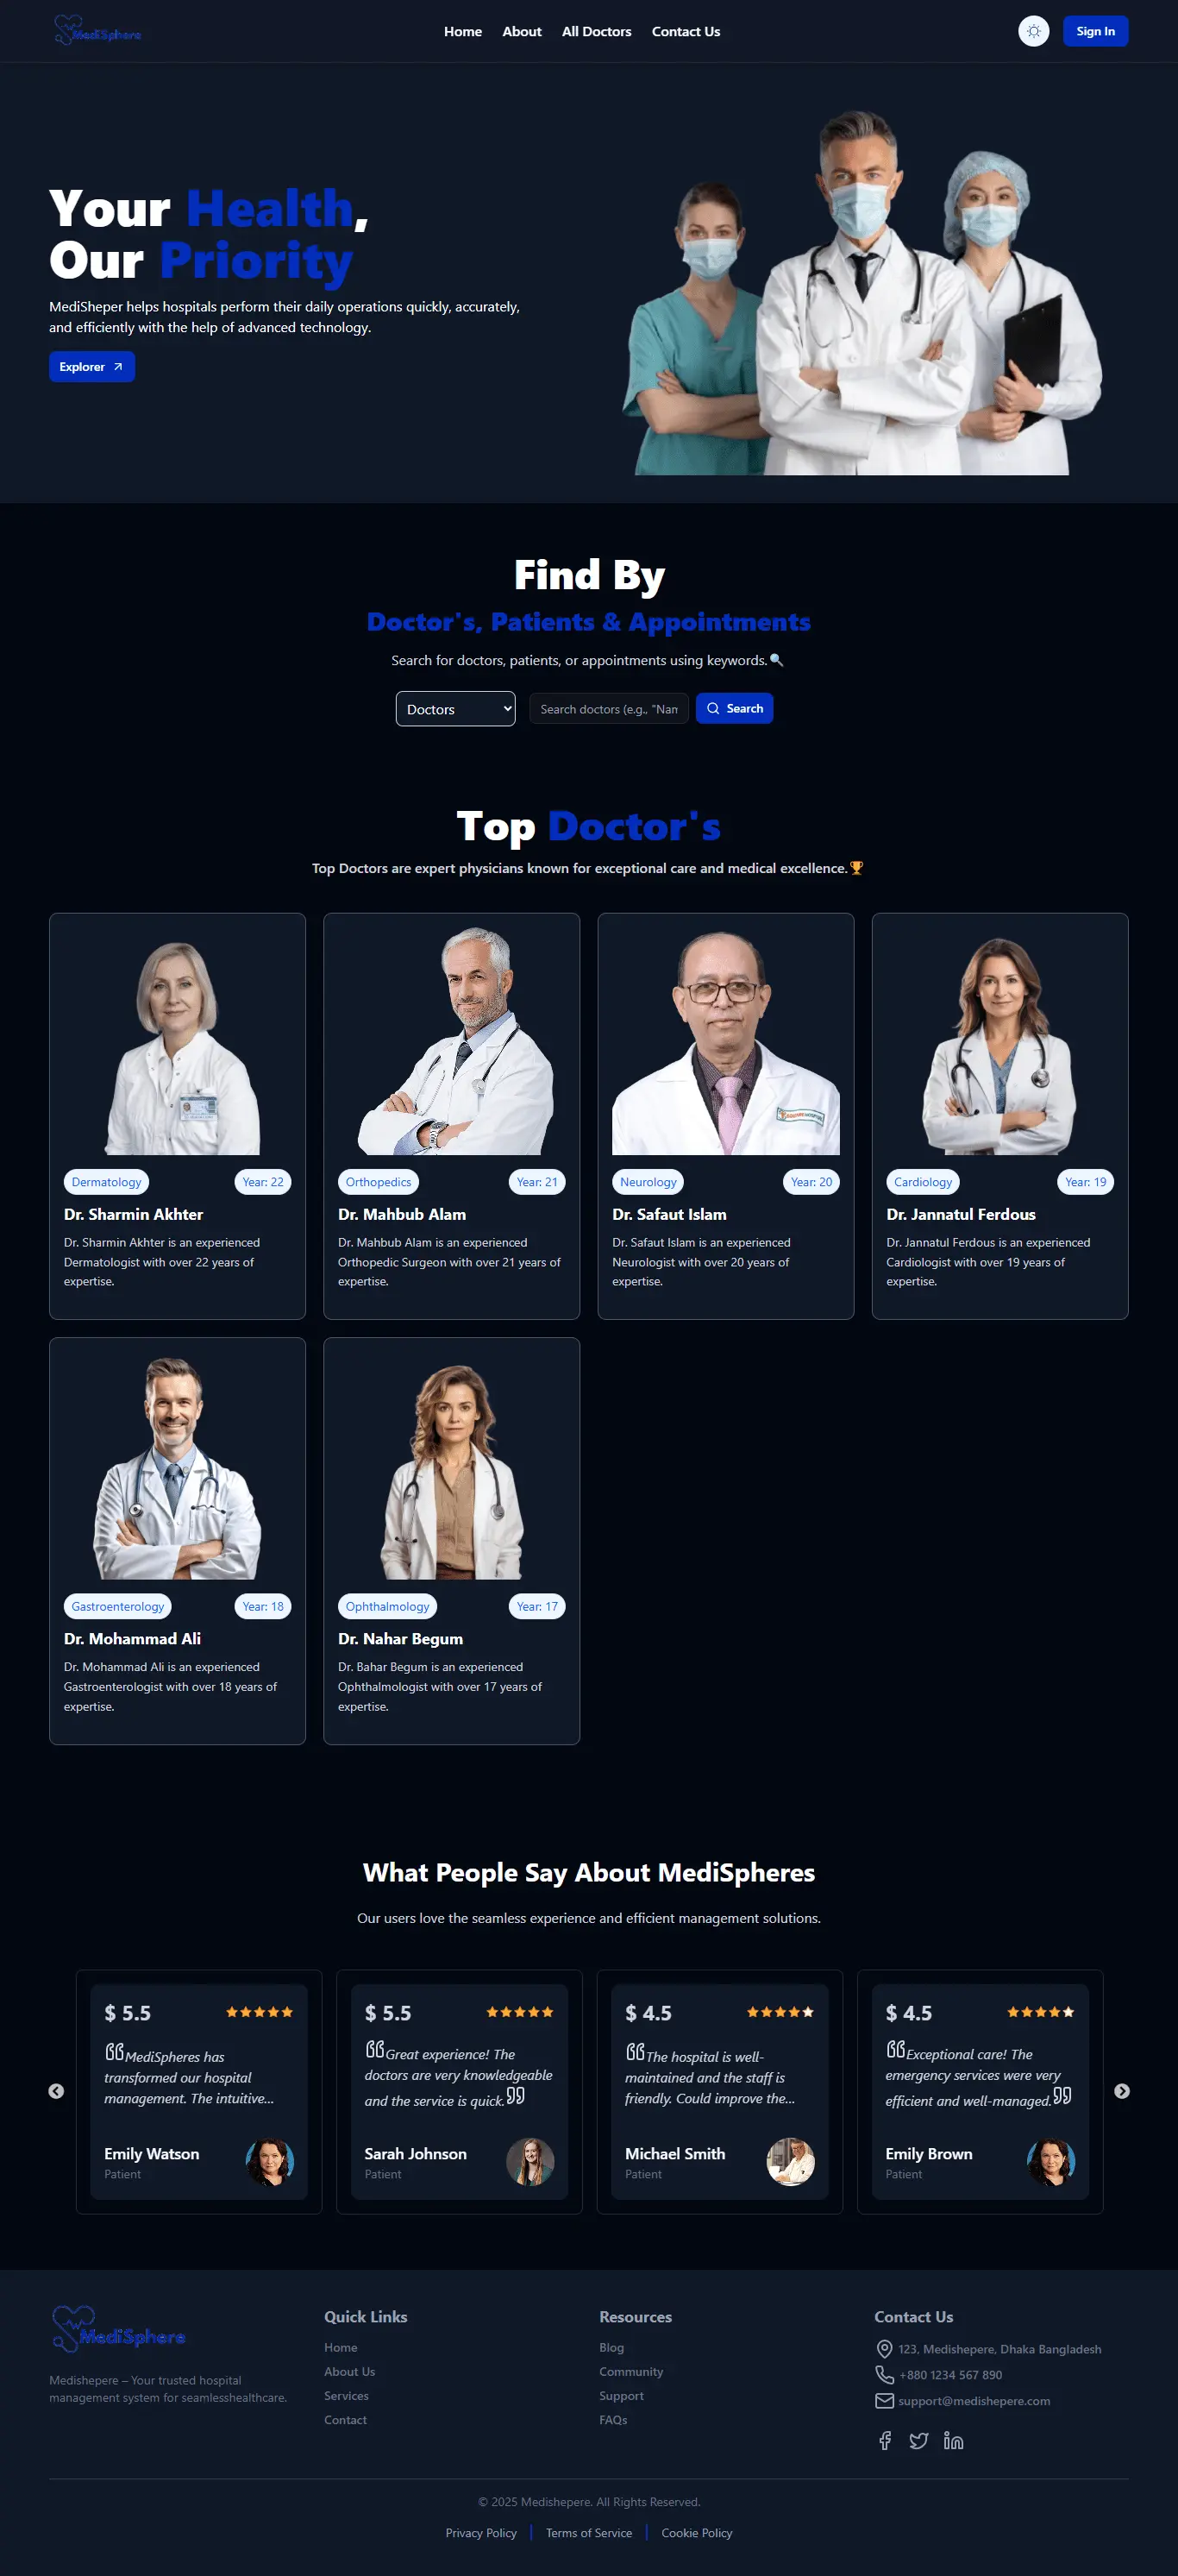 MediSphere
Home About All Doctors Contact Us
Sign In
Your Health,
Our Priority
MediSheper helps hospitals perform their daily operations quickly, accurately,
and efficiently with the help of advanced technology.
Explorer
Find By
Doctor's, Patients & Appointments
Search for doctors, patients, or appointments using keywords.🔍
Doctors
Search doctors (e.g., "Nam
Search
Top Doctor's
Top Doctors are expert physicians known for exceptional care and medical excellence.🏆
Dermatology Year: 22
Dr. Sharmin Akhter
Dr. Sharmin Akhter is an experienced
Dermatologist with over 22 years of
expertise.
Orthopedics Year: 21
Dr. Mahbub Alam
Dr. Mahbub Alam is an experienced
Orthopedic Surgeon with over 21 years of
expertise.
Neurology Year: 20
Dr. Safaut Islam
Dr. Safaut Islam is an experienced
Neurologist with over 20 years of
expertise.
Cardiology Year: 19
Dr. Jannatul Ferdous
Dr. Jannatul Ferdous is an experienced
Cardiologist with over 19 years of
expertise.
Gastroenterology Year: 18
Dr. Mohammad Ali
Dr. Mohammad Ali is an experienced
Gastroenterologist with over 18 years of
expertise.
Ophthalmology Year: 17
Dr. Nahar Begum
Dr. Bahar Begum is an experienced
Ophthalmologist with over 17 years of
expertise.
What People Say About MediSpheres
Our users love the seamless experience and efficient management solutions.
$ 5.5
MediSpheres has
transformed our hospital
management. The intuitive...
Emily Watson
Patient
$ 5.5
Great experience! The
doctors are very knowledgeable
and the service is quick.
Sarah Johnson
Patient
$ 4.5
The hospital is well-
maintained and the staff is
friendly. Could improve the...
Michael Smith
Patient
$ 4.5
Exceptional care! The
emergency services were very
efficient and well-managed.
Emily Brown
Patient
MediSphere
Medishepere – Your trusted hospital
management system for seamlesshealthcare.
Quick Links
Home
About Us
Services
Contact
Resources
Blog
Community
Support
FAQs
Contact Us
123, Medishepere, Dhaka Bangladesh
+880 1234 567 890
support@medishepere.com
© 2025 Medishepere. All Rights Reserved.
Privacy Policy Terms of Service Cookie Policy